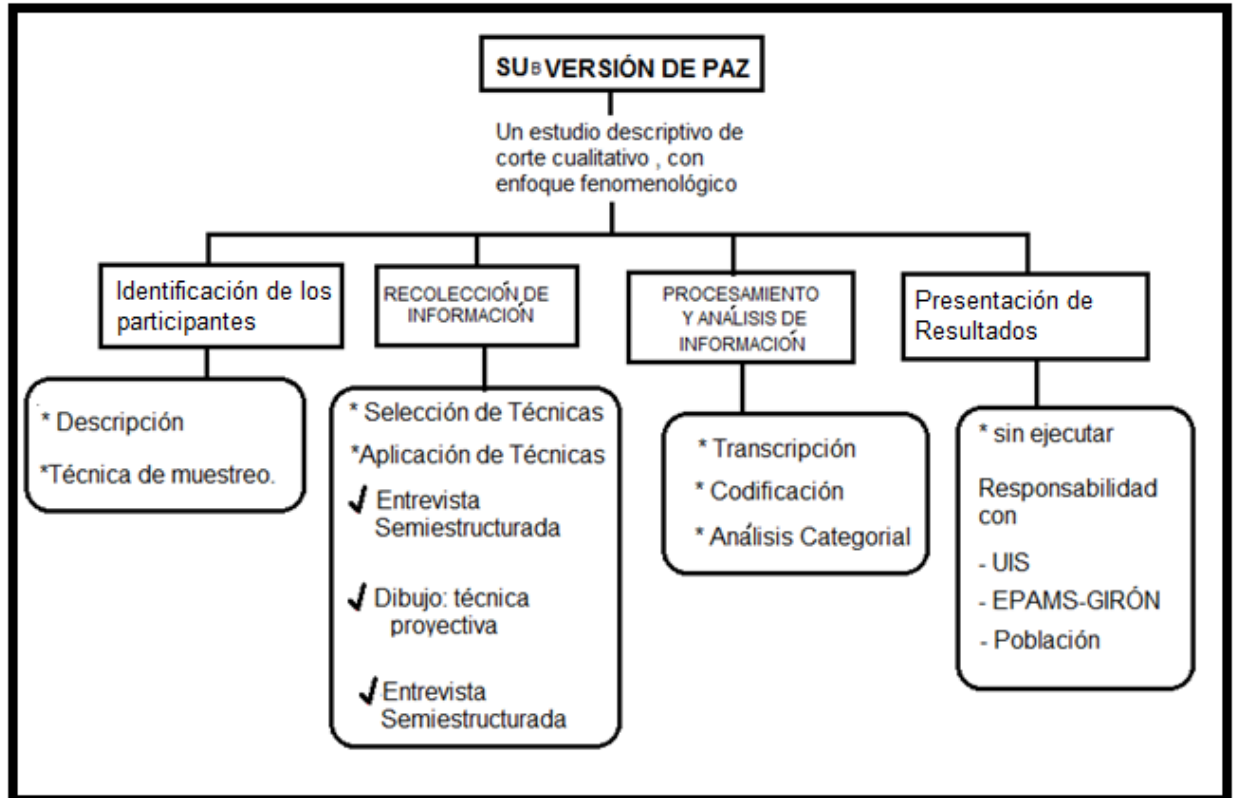 SUB VERSIÓN DE PAZ
Un estudio descriptivo de
corte cualitativo , con
enfoque fenomenológico
Identificación de los
participantes
* Descripción
*Técnica de muestreo.
RECOLECCIÓN DE
INFORMACIÓN
* Selección de Técnicas
*Aplicación de Técnicas
✓ Entrevista
Semiestructurada
✓ Dibujo: técnica
proyectiva
✓ Entrevista
Semiestructurada
PROCESAMIENTO
Y ANÁLISIS DE
INFORMACIÓN
* Transcripción
* Codificación
* Análisis Categorial
Presentación de
Resultados
* sin ejecutar
Responsabilidad
con
- UIS
- EPAMS-GIRÓN
- Población